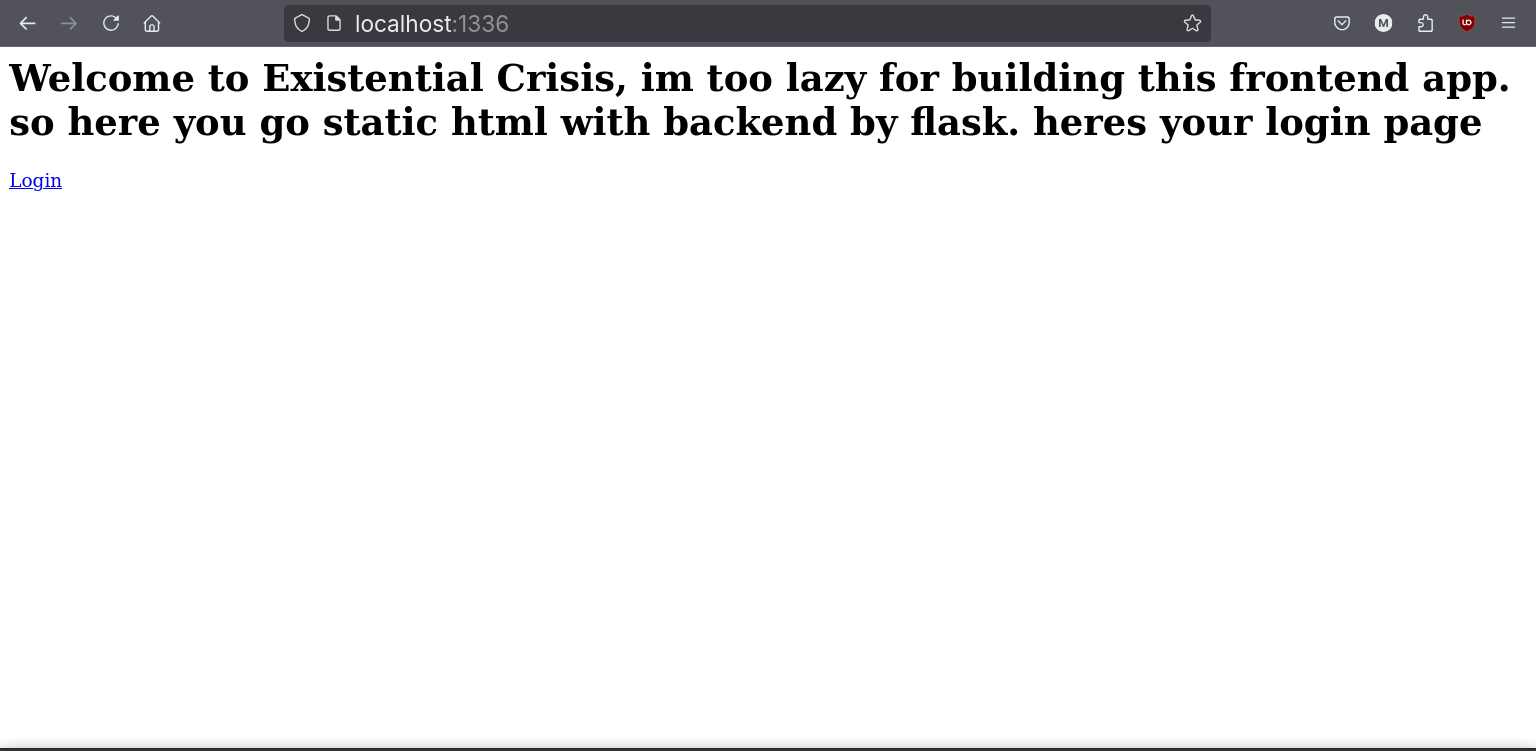 localhost:1336
Welcome to Existential Crisis, im too lazy for building this frontend app.
so here you go static html with backend by flask. heres your login page
Login